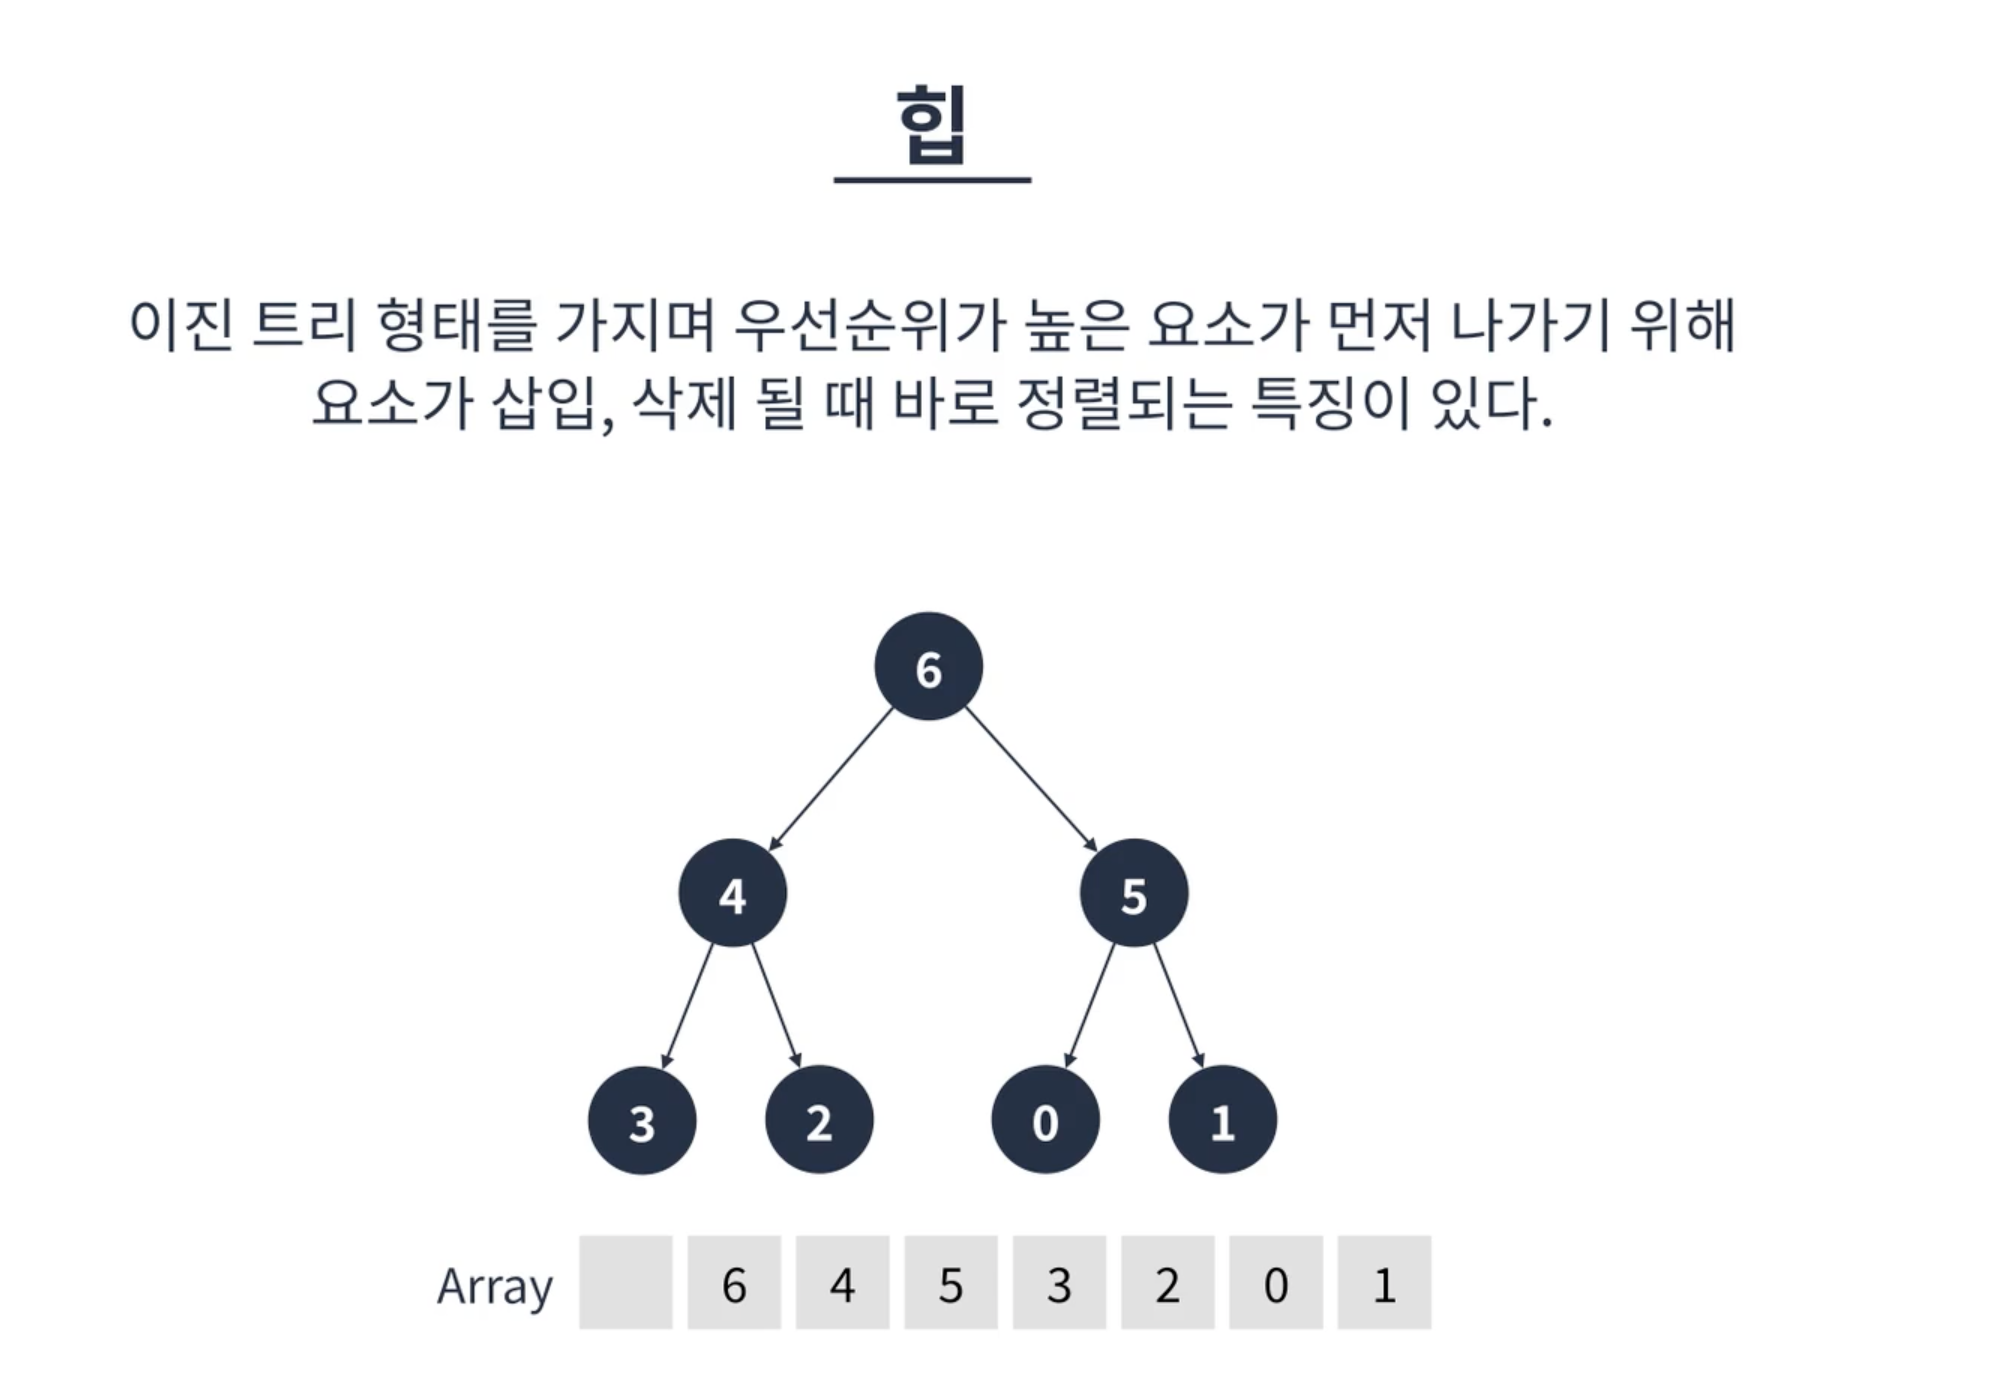 힙
이진 트리 형태를 가지며 우선순위가 높은 요소가 먼저 나가기 위해
요소가 삽입, 삭제 될 때 바로 정렬되는 특징이 있다.
6
4 5
3 2 0 1
Array 6 4 5 3 2 0 1